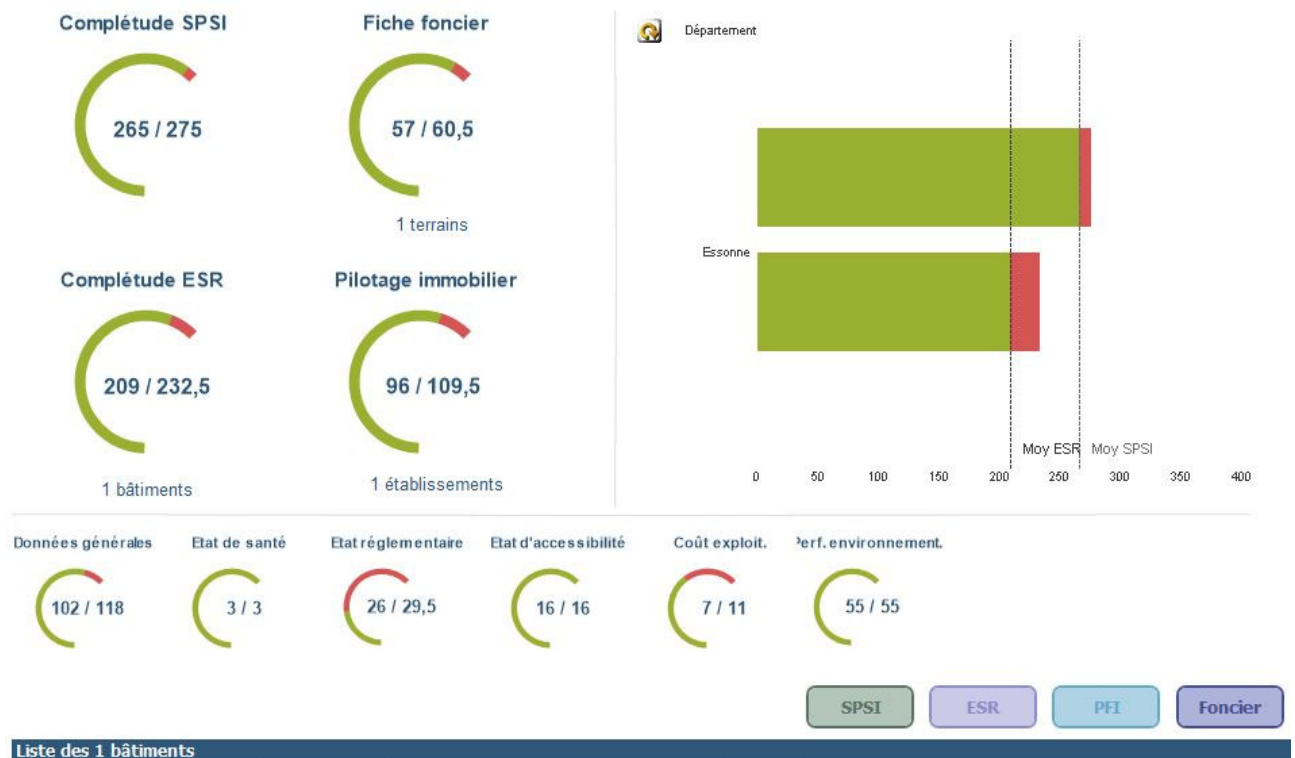 Complétude SPSI
265 / 275
Fiche foncier
57 / 60,5
1 terrains
Complétude ESR
209 / 232,5
1 bâtiments
Pilotage immobilier
96 / 109,5
1 établissements
Département
Essonne
Moy ESR Moy SPSI
0 50 100 150 200 250 300 350 400
Données générales
102 / 118
Etat de santé
3 / 3
Etat réglementaire
26 / 29,5
Etat d'accessibilité
16 / 16
Coût exploit.
7 / 11
Perf. environnement.
55 / 55
SPSI ESR PFI Foncier
Liste des 1 bâtiments